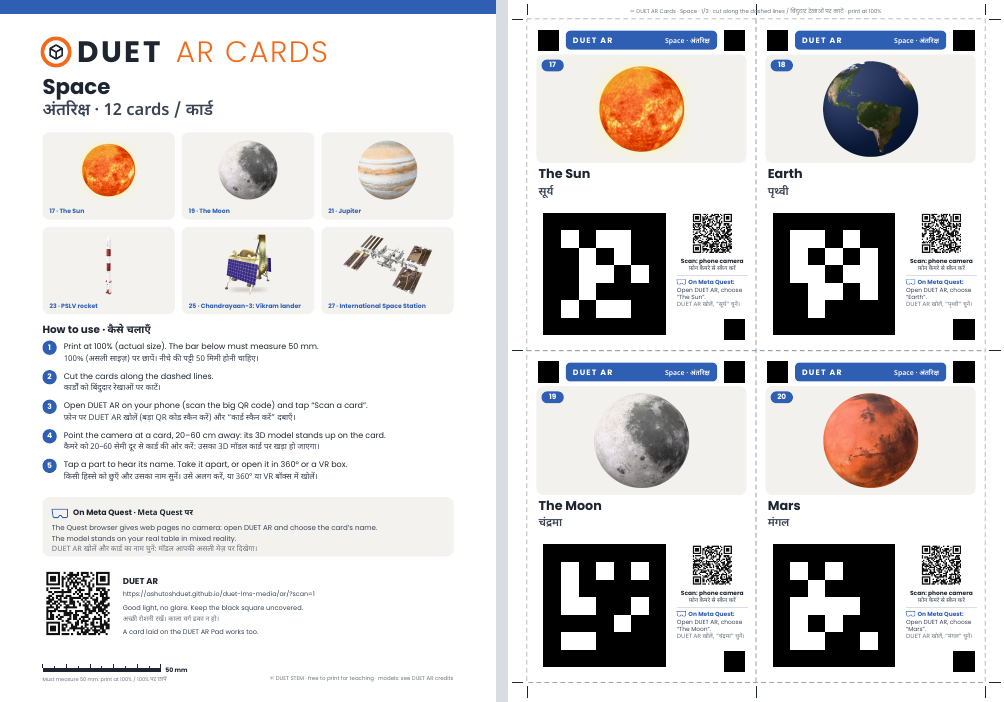 DUET AR CARDS
Space
अंतरिक्ष · 12 cards / कार्ड
17 · The Sun
19 · The Moon
21 · Jupiter
23 · PSLV rocket
25 · Chandrayaan-3: Vikram lander
27 · International Space Station
How to use · कैसे चलाएँ
1 Print at 100% (actual size). The bar below must measure 50 mm.
100% (असली साइज़) पर छापें। नीचे की पट्टी 50 मिमी होनी चाहिए।
2 Cut the cards along the dashed lines.
कार्डों को बिंदुदार रेखाओं पर काटें।
3 Open DUET AR on your phone (scan the big QR code) and tap “Scan a card”.
फ़ोन पर DUET AR खोलें (बड़ा QR कोड स्कैन करें) और “कार्ड स्कैन करें” दबाएँ।
4 Point the camera at a card, 20–60 cm away: its 3D model stands up on the card.
कैमरे को 20–60 सेमी दूर से कार्ड की ओर करें: उसका 3D मॉडल कार्ड पर खड़ा हो जाएगा।
5 Tap a part to hear its name. Take it apart, or open it in 360° or a VR box.
किसी हिस्से को छुएँ और उसका नाम सुनें। उसे अलग करें, या 360° या VR बॉक्स में खोलें।
On Meta Quest · Meta Quest पर
The Quest browser gives web pages no camera: open DUET AR and choose the card’s name.
The model stands on your real table in mixed reality.
DUET AR खोलें और कार्ड का नाम चुनें: मॉडल आपकी असली मेज़ पर दिखेगा।
DUET AR
https://ashutoshduet.github.io/duet-lms-media/ar/?scan=1
Good light, no glare. Keep the black square uncovered.
अच्छी रोशनी रखें। काला वर्ग ढका न हो।
A card laid on the DUET AR Pad works too.
50 mm
Must measure 50 mm: print at 100% / 100% पर छापें
© DUET STEM · free to print for teaching · models: see DUET AR credits
DUET AR Cards · Space · 1/3 · cut along the dashed lines / बिंदुदार रेखाओं पर काटें · print at 100%
DUET AR Space · अंतरिक्ष
17
The Sun
सूर्य
Scan: phone camera
फ़ोन कैमरे से स्कैन करें
On Meta Quest:
Open DUET AR, choose
“The Sun”.
DUET AR खोलें, “सूर्य” चुनें।
DUET AR Space · अंतरिक्ष
18
Earth
पृथ्वी
Scan: phone camera
फ़ोन कैमरे से स्कैन करें
On Meta Quest:
Open DUET AR, choose
“Earth”.
DUET AR खोलें, “पृथ्वी” चुनें।
DUET AR Space · अंतरिक्ष
19
The Moon
चंद्रमा
Scan: phone camera
फ़ोन कैमरे से स्कैन करें
On Meta Quest:
Open DUET AR, choose
“The Moon”.
DUET AR खोलें, “चंद्रमा” चुनें।
DUET AR Space · अंतरिक्ष
20
Mars
मंगल
Scan: phone camera
फ़ोन कैमरे से स्कैन करें
On Meta Quest:
Open DUET AR, choose
“Mars”.
DUET AR खोलें, “मंगल” चुनें।